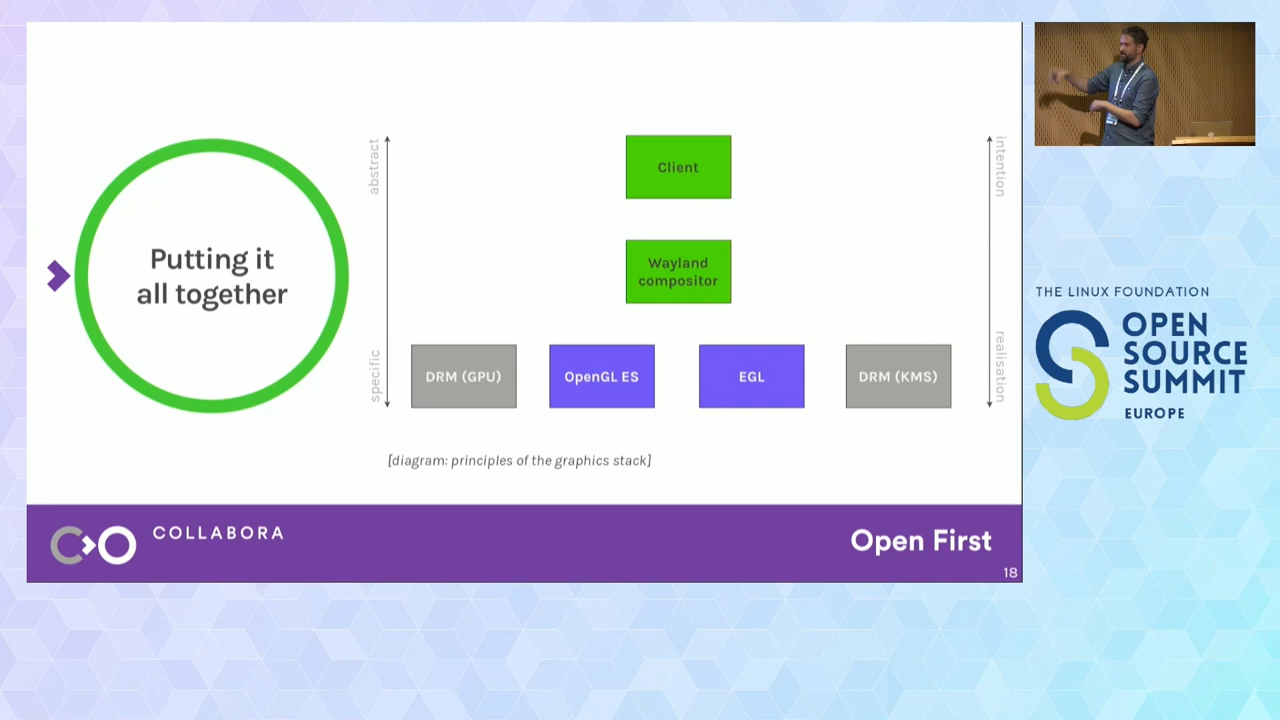 Putting it
all together
abstract
specific
Client
Wayland
compositor
DRM (GPU)
OpenGL ES
EGL
DRM (KMS)
intention
realisation
[diagram: principles of the graphics stack]
COLLABORA
Open First
18
THE LINUX FOUNDATION
OPEN
SOURCE
SUMMIT
EUROPE